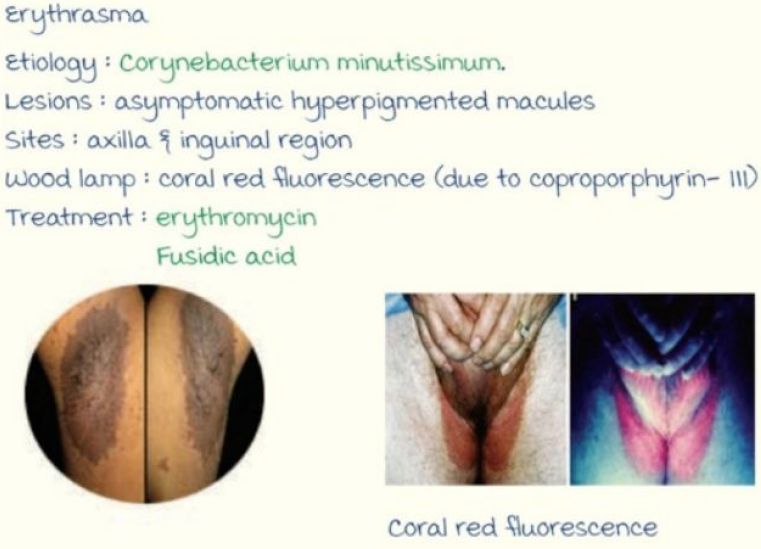 Erythrasma
Etiology : Corynebacterium minutissimum.
Lesions : asymptomatic hyperpigmented macules
Sites : axilla & inguinal region
Wood lamp : coral red fluorescence (due to coproporphyrin- III)
Treatment : erythromycin
Fusidic acid
Coral red fluorescence